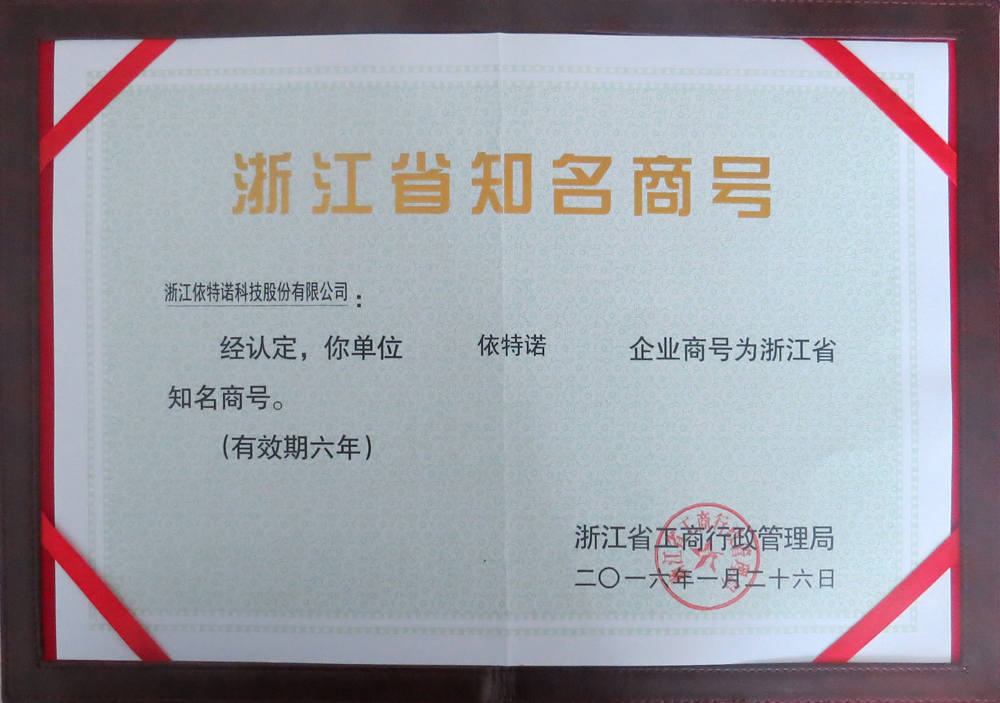 浙江省知名商号
浙江依特诺科技股份有限公司：
经认定，你单位 依特诺 企业商号为浙江省
知名商号。
（有效期六年）
浙江省工商行政管理局
二〇一六年一月二十六日